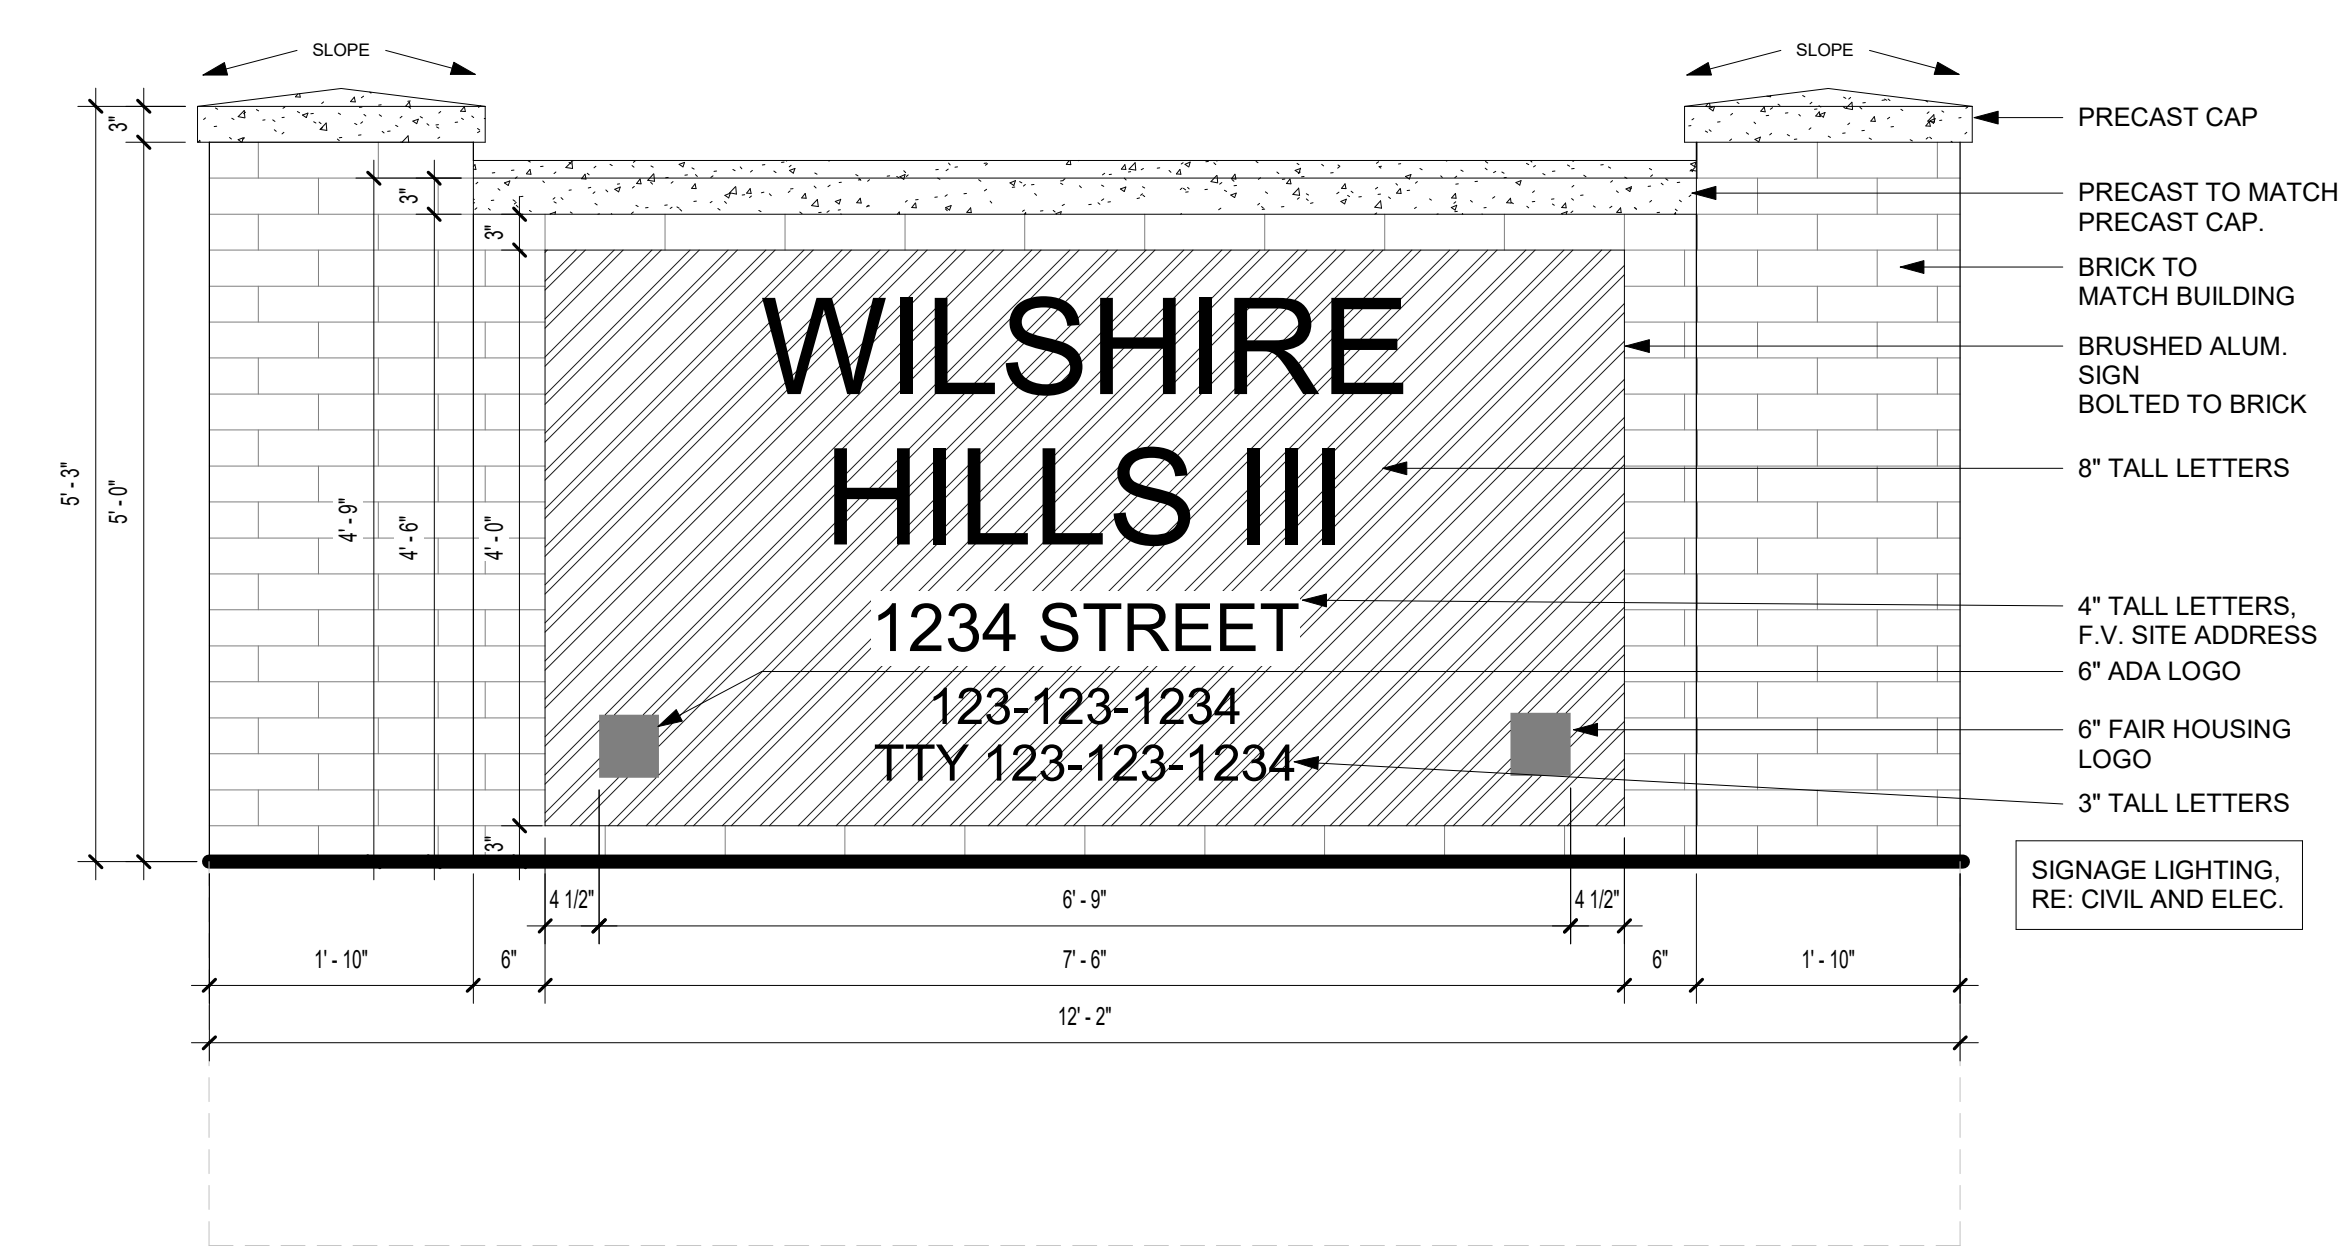 SLOPE
SLOPE
3"
PRECAST CAP
3"
PRECAST TO MATCH
PRECAST CAP.
3"
BRICK TO
MATCH BUILDING
WILSHIRE
BRUSHED ALUM.
SIGN
BOLTED TO BRICK
HILLS III
8" TALL LETTERS
5' - 3"
5' - 0"
4' - 9"
4' - 6"
4' - 0"
1234 STREET
4" TALL LETTERS,
F.V. SITE ADDRESS
6" ADA LOGO
123-123-1234
6" FAIR HOUSING
LOGO
TTY 123-123-1234
3" TALL LETTERS
3"
SIGNAGE LIGHTING,
RE: CIVIL AND ELEC.
4 1/2"
6' - 9"
4 1/2"
1' - 10"
6"
7' - 6"
6"
1' - 10"
12' - 2"